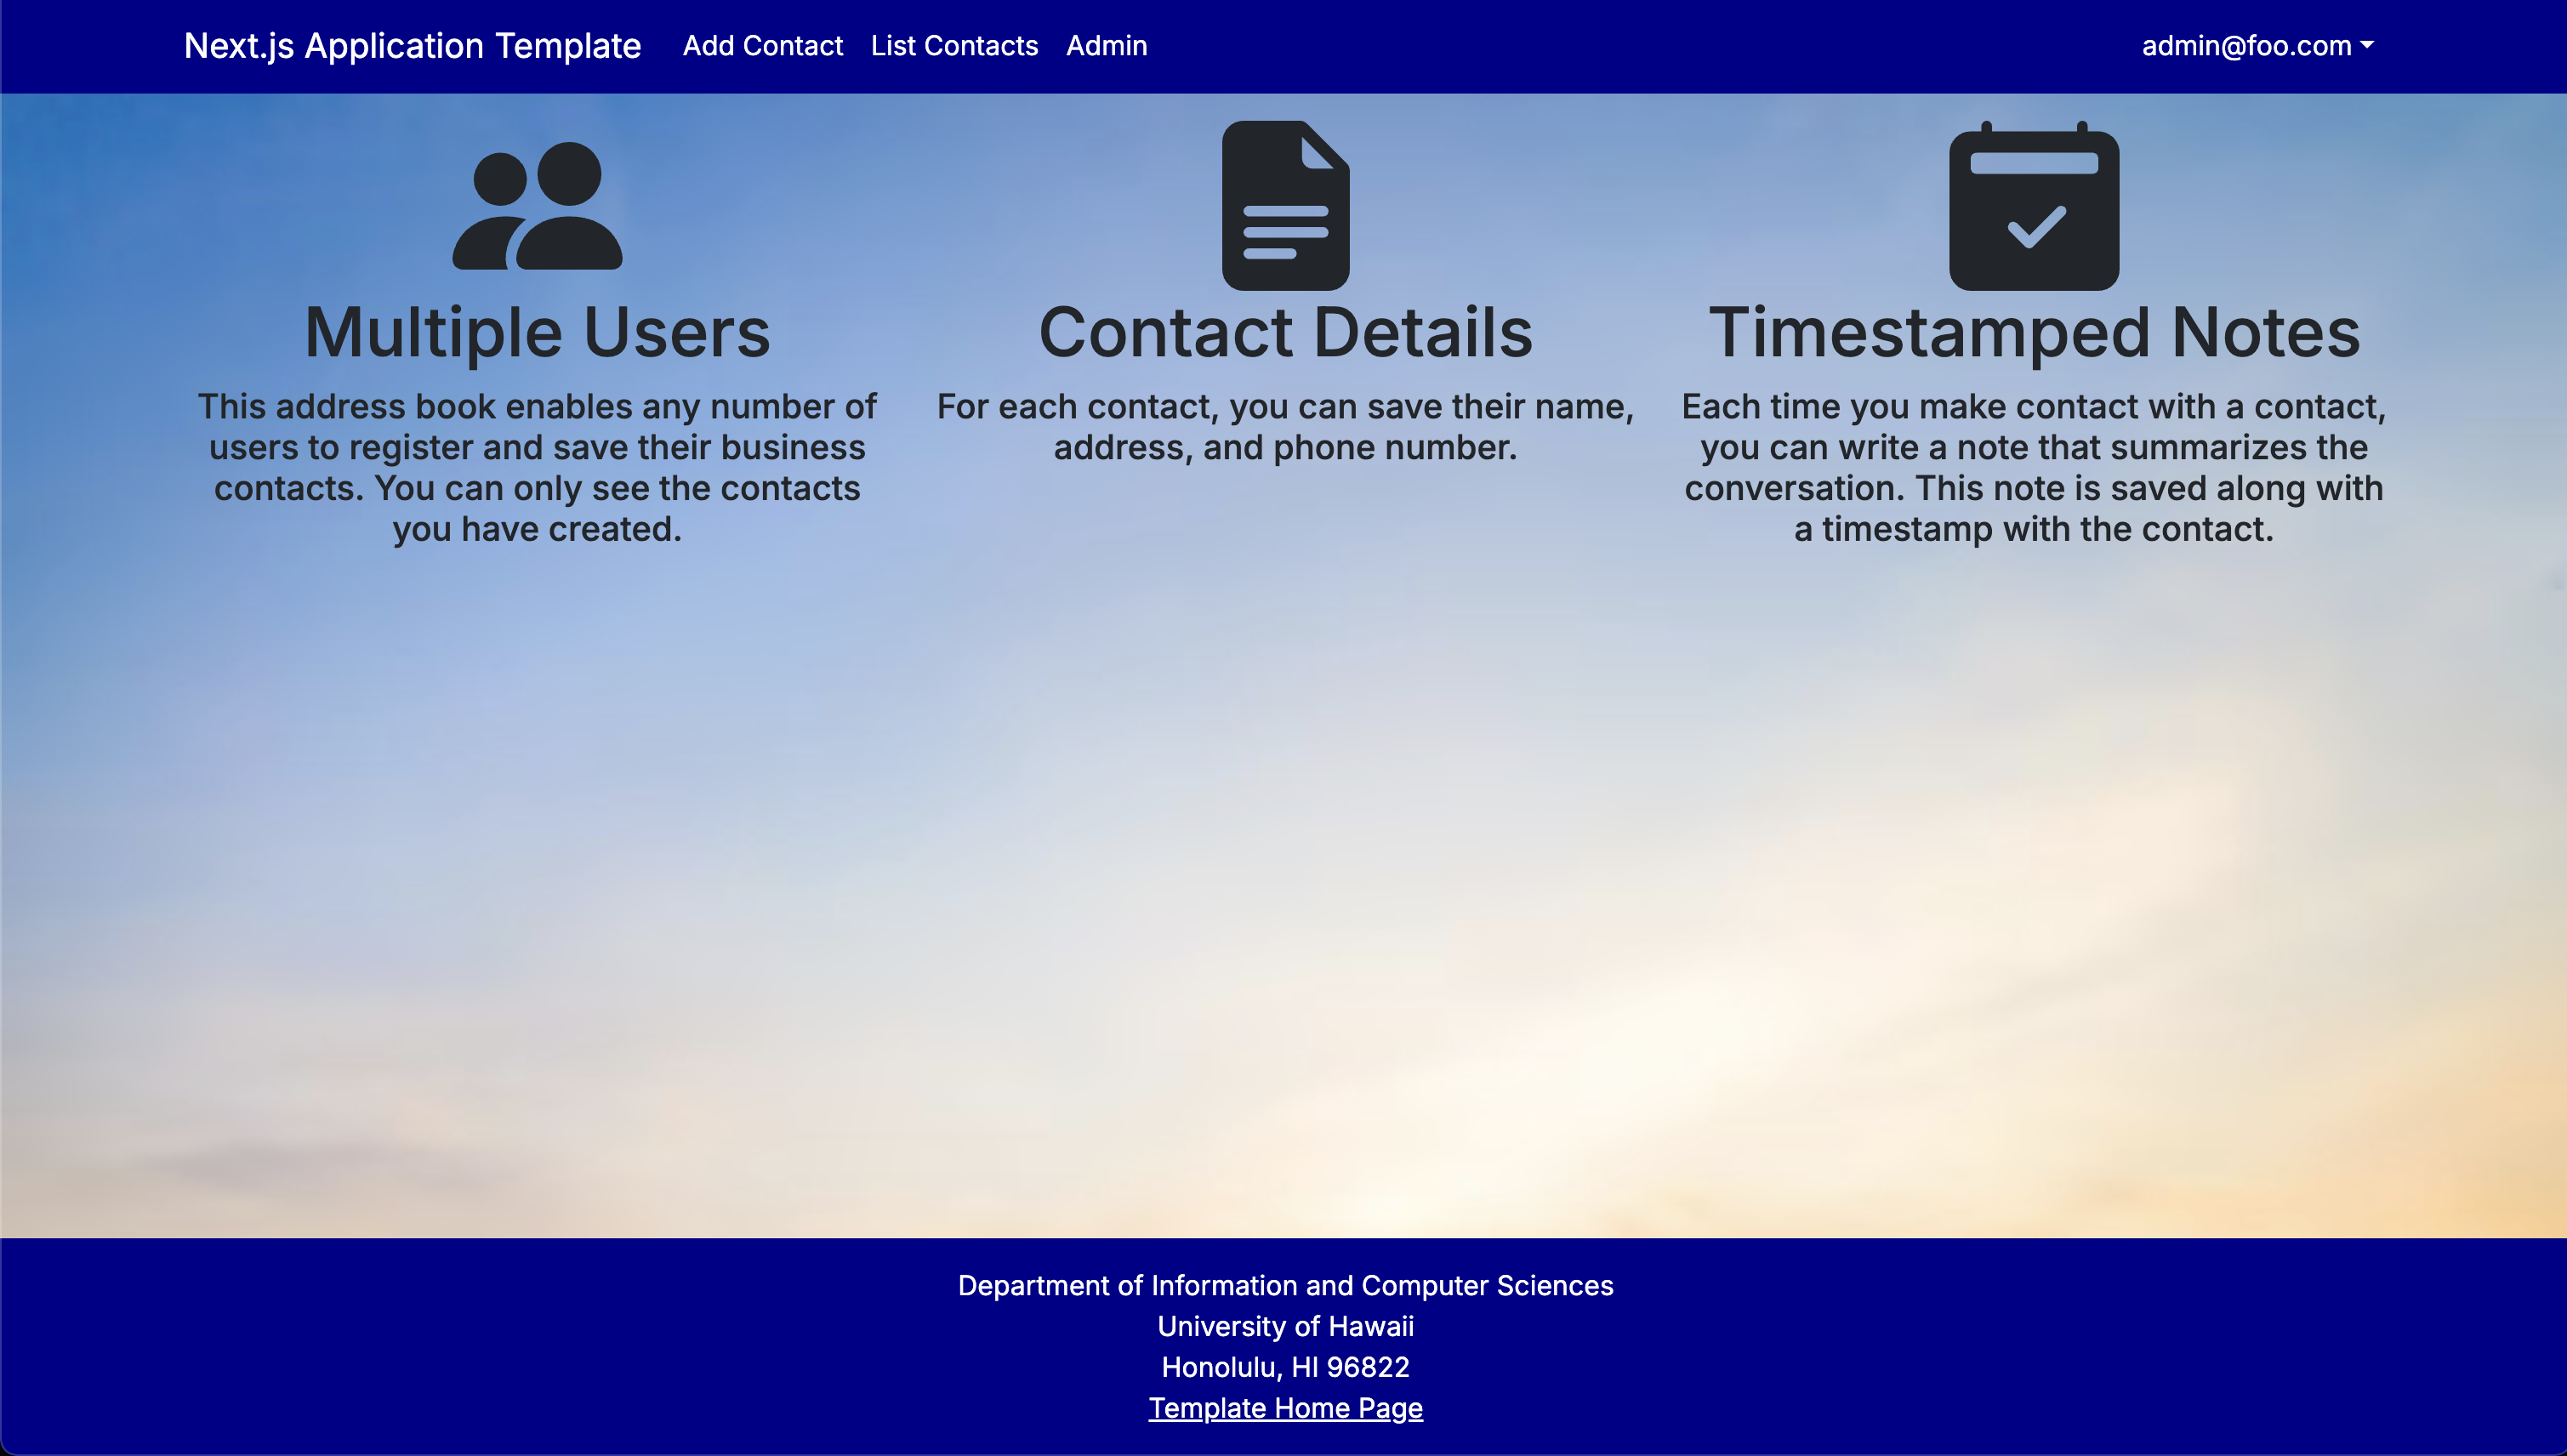 Next.js Application Template Add Contact List Contacts Admin admin@foo.com
Multiple Users
This address book enables any number of
users to register and save their business
contacts. You can only see the contacts
you have created.
Contact Details
For each contact, you can save their name,
address, and phone number.
Timestamped Notes
Each time you make contact with a contact,
you can write a note that summarizes the
conversation. This note is saved along with
a timestamp with the contact.
Department of Information and Computer Sciences
University of Hawaii
Honolulu, HI 96822
Template Home Page